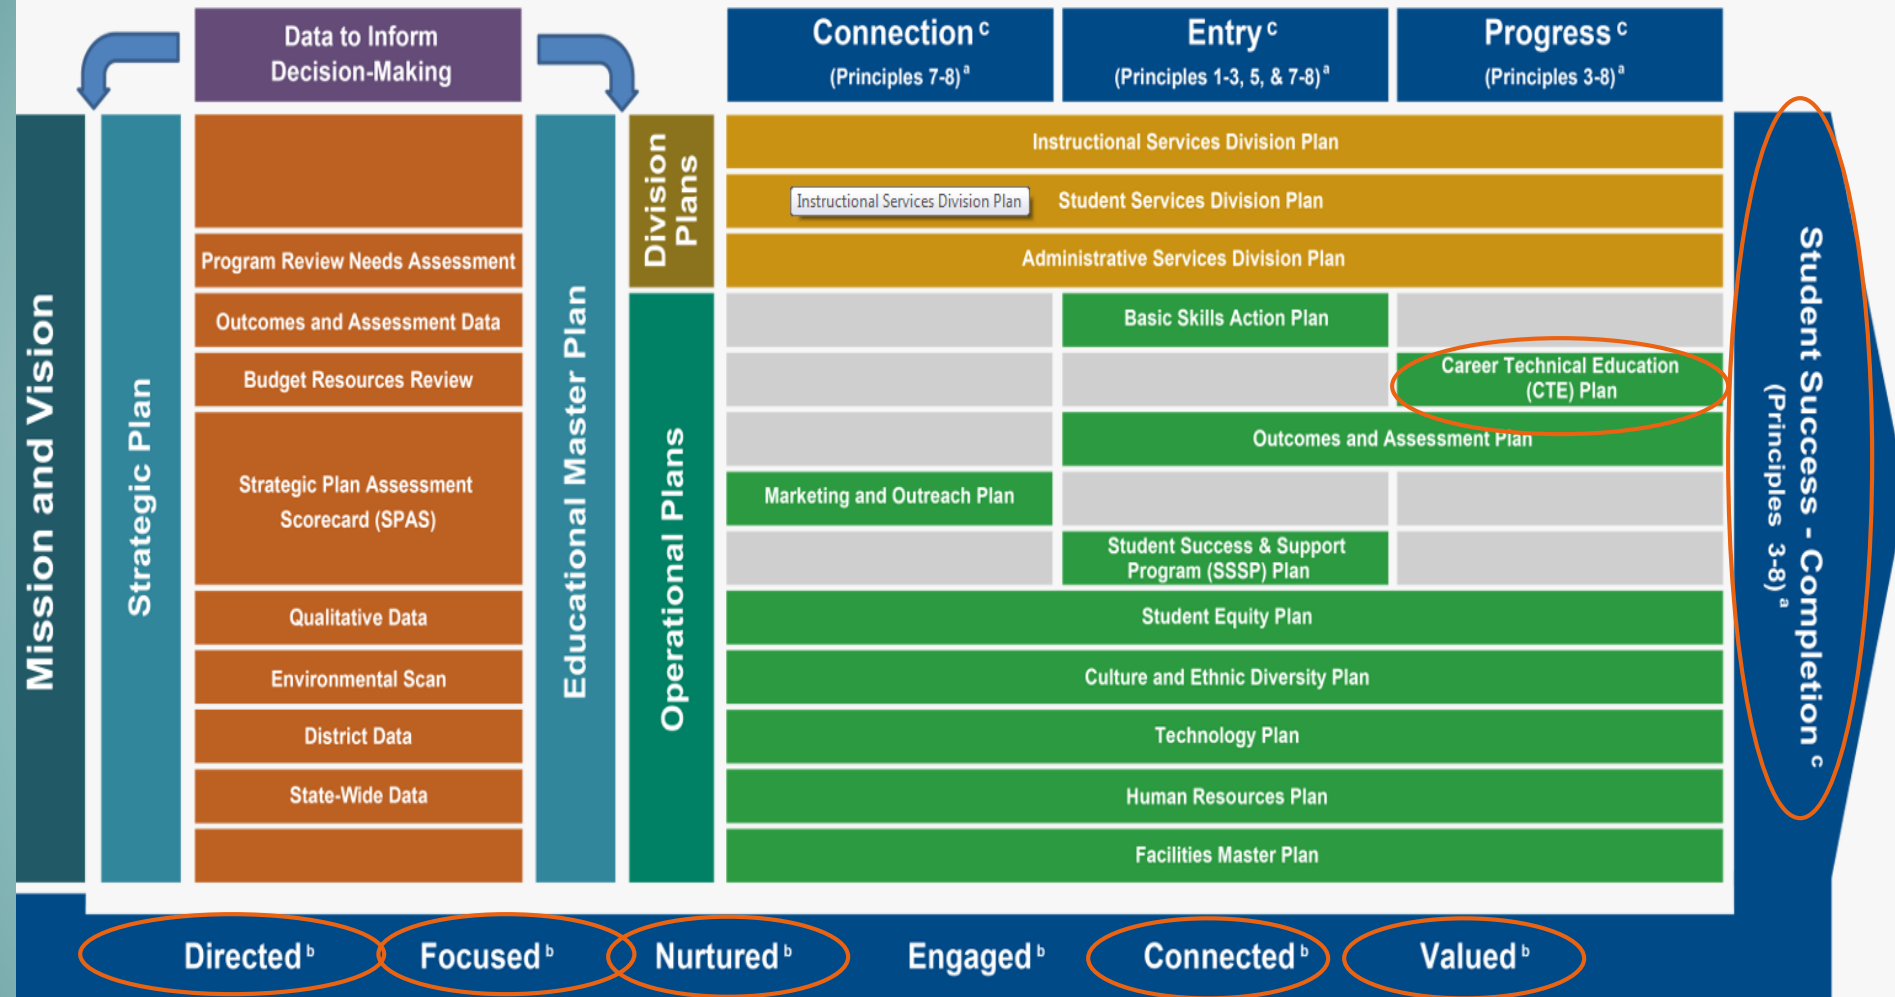 Data to Inform
Decision-Making
Connection c
(Principles 7-8) a
Entry c
(Principles 1-3, 5, & 7-8) a
Progress c
(Principles 3-8) a
Mission and Vision
Strategic Plan
Program Review Needs Assessment
Outcomes and Assessment Data
Budget Resources Review
Strategic Plan Assessment
Scorecard (SPAS)
Qualitative Data
Environmental Scan
District Data
State-Wide Data
Educational Master Plan
Division
Plans
Operational Plans
Instructional Services Division Plan
Instructional Services Division Plan
Student Services Division Plan
Administrative Services Division Plan
Basic Skills Action Plan
Career Technical Education
(CTE) Plan
Outcomes and Assessment Plan
Marketing and Outreach Plan
Student Success & Support
Program (SSSP) Plan
Student Equity Plan
Culture and Ethnic Diversity Plan
Technology Plan
Human Resources Plan
Facilities Master Plan
Student Success - Completion c
(Principles 3-8) a
Directed b
Focused b
Nurtured b
Engaged b
Connected b
Valued b